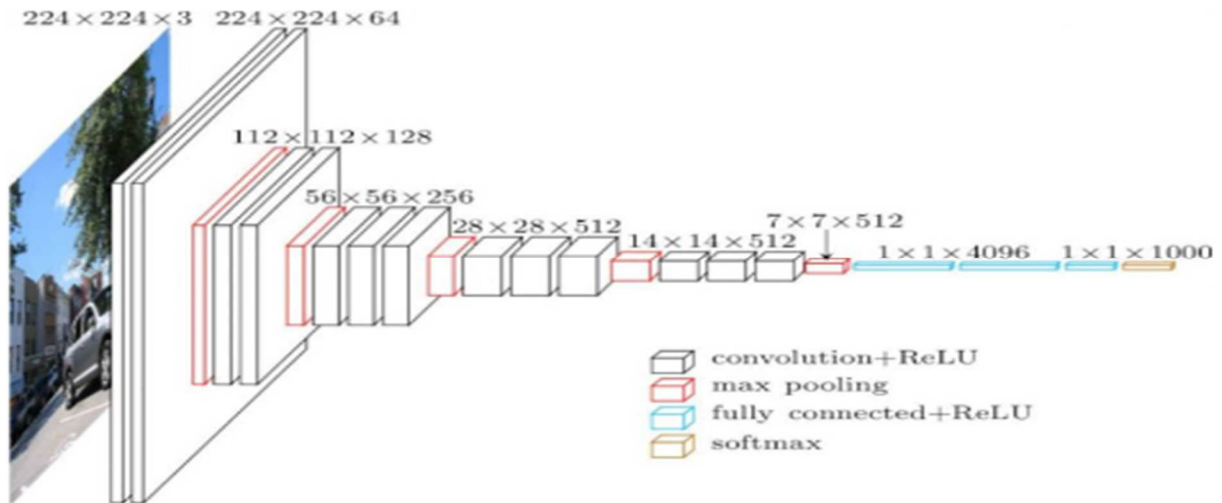 224×224×3
224×224×64
112×112×128
56×56×256
28×28×512
14×14×512
7×7×512
1×1×4096
1×1×1000
convolution+ReLU
max pooling
fully connected+ReLU
softmax